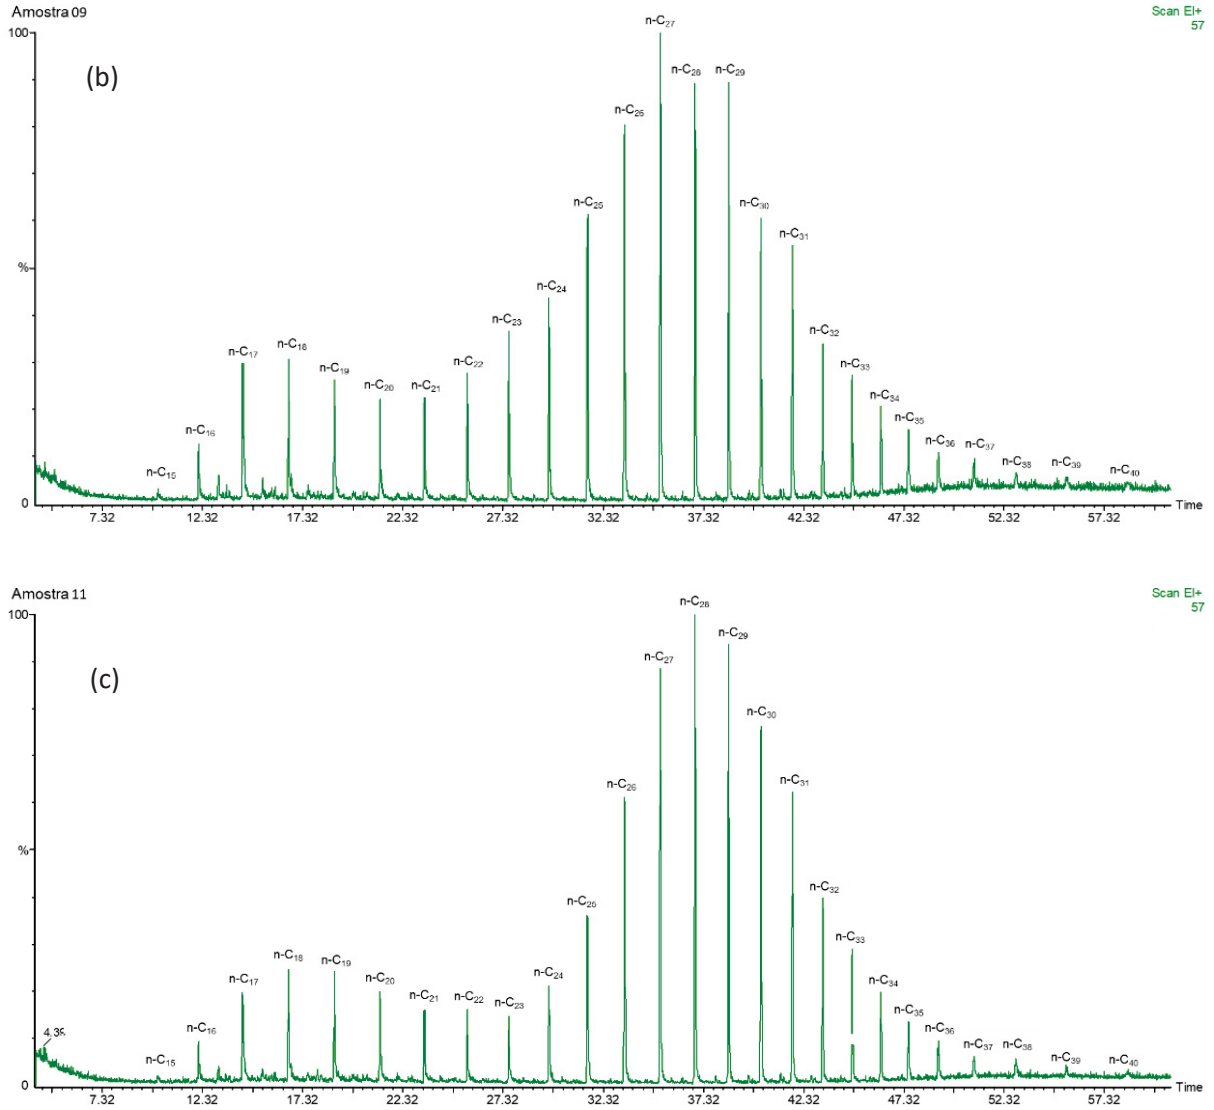 Amostra 09
Scan EI+
57
100
(b)
%
0
n-C15
n-C16
n-C17
n-C18
n-C19
n-C20
n-C21
n-C22
n-C23
n-C24
n-C25
n-C26
n-C27
n-C28
n-C29
n-C30
n-C31
n-C32
n-C33
n-C34
n-C35
n-C36
n-C37
n-C38
n-C39
n-C40
7.32 12.32 17.32 22.32 27.32 32.32 37.32 42.32 47.32 52.32 57.32
Time
Amostra 11
Scan EI+
57
100
(c)
%
0
n-C15
n-C16
n-C17
n-C18
n-C19
n-C20
n-C21
n-C22
n-C23
n-C24
n-C25
n-C26
n-C27
n-C28
n-C29
n-C30
n-C31
n-C32
n-C33
n-C34
n-C35
n-C36
n-C37
n-C38
n-C39
n-C40
7.32 12.32 17.32 22.32 27.32 32.32 37.32 42.32 47.32 52.32 57.32
Time